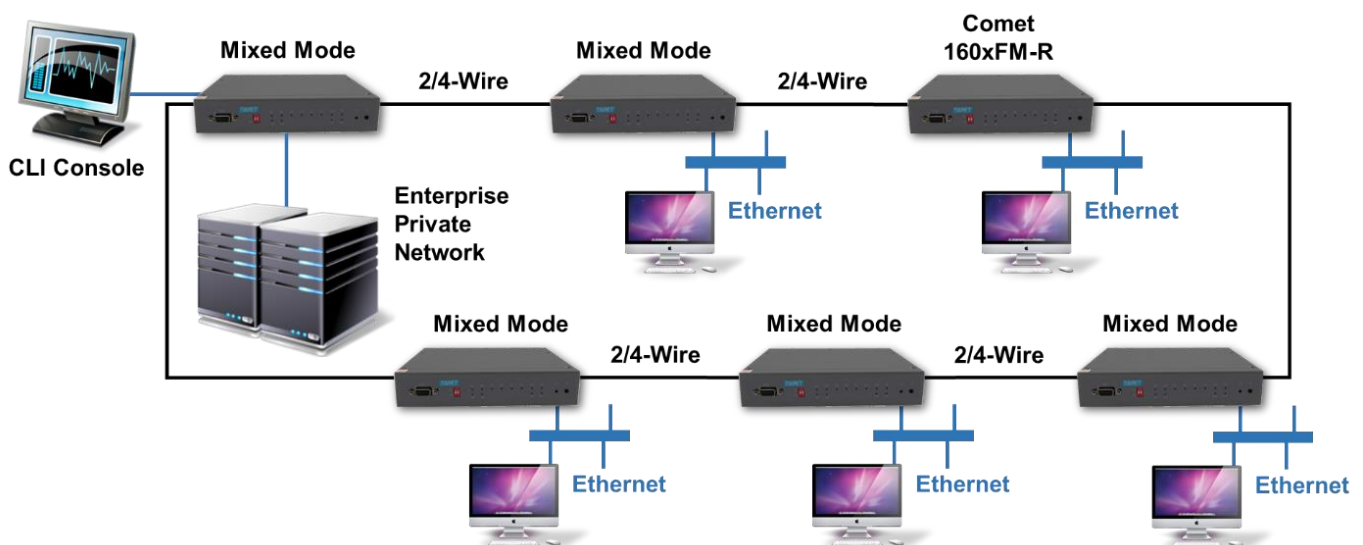 Mixed Mode
2/4-Wire
Mixed Mode
2/4-Wire
Comet
160xFM-R
CLI Console
Enterprise
Private
Network
Ethernet
Ethernet
Mixed Mode
2/4-Wire
Mixed Mode
2/4-Wire
Mixed Mode
Ethernet
Ethernet
Ethernet